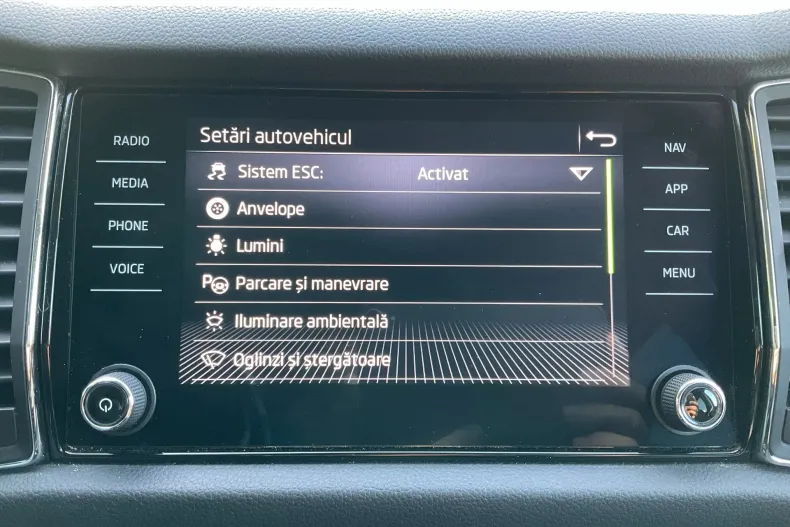 RADIO
MEDIA
PHONE
VOICE
Setări autovehicul
Sistem ESC: Activat
Anvelope
Lumini
Parcare și manevrare
Iluminare ambientală
Oglinzi și ștergătoare
NAV
APP
CAR
MENU